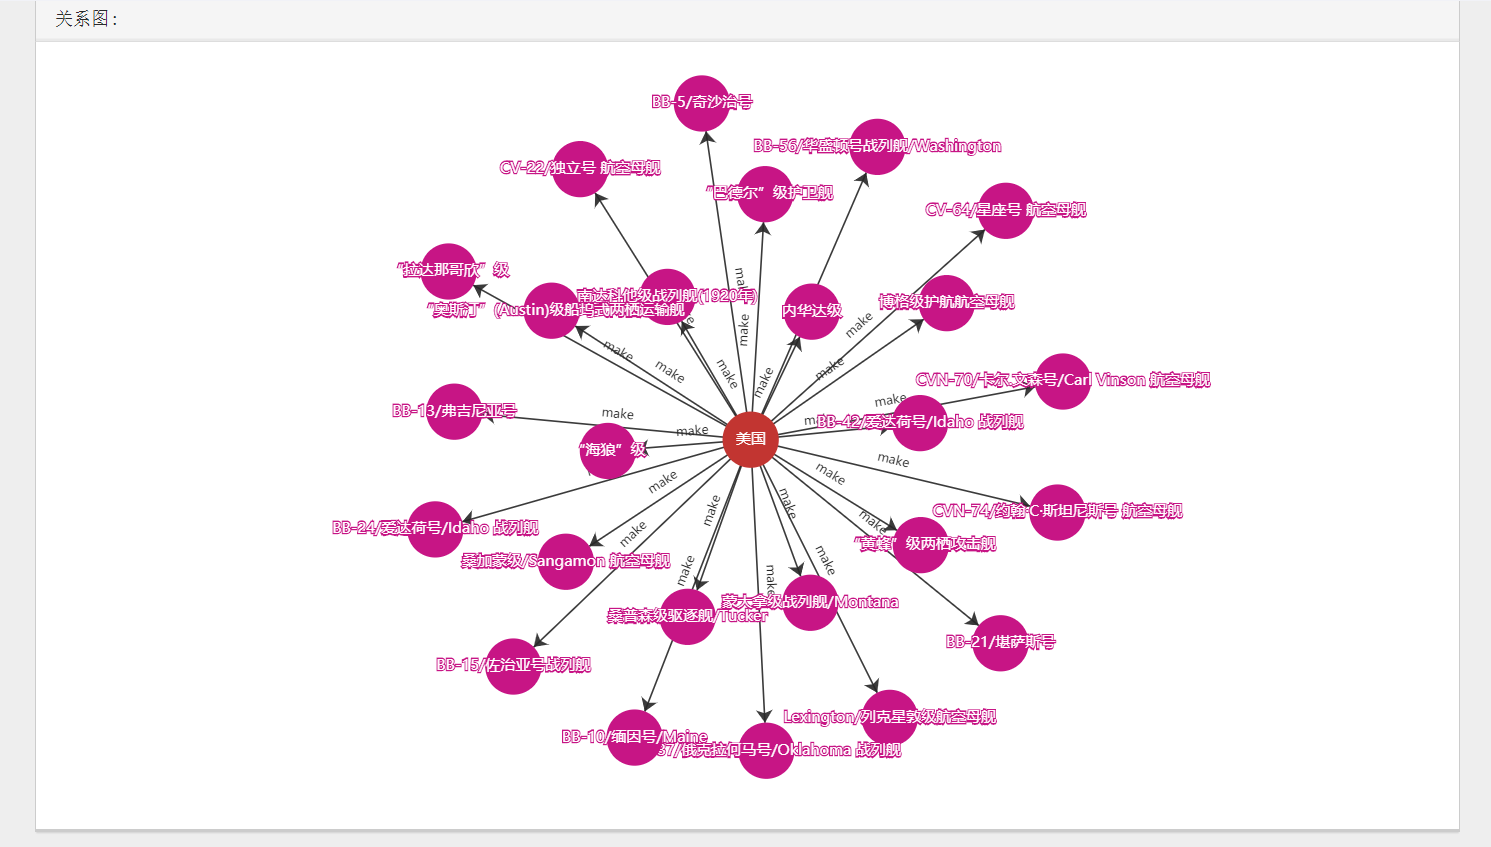 关系图:
BB-5/奇沙治号
BB-56/华盛顿号战列舰/Washington
CV-22/独立号 航空母舰
“巴德尔”级护卫舰
CV-64/星座号 航空母舰
“拉达那哥欣”级
南达科他级战列舰(1920年)
“奥斯汀”(Austin)级船坞式两栖运输舰
内华达级
博格级护航航空母舰
make
make
make
make
make
make
make
make
make
CVN-70/卡尔.文森号/Carl Vinson 航空母舰
make
BB-13/弗吉尼亚号
make
BB-42/爱达荷号/Idaho 战列舰
make
美国
“海狼”级
make
make
make
CVN-74/约翰·C·斯坦尼斯号 航空母舰
make
make
make
BB-24/爱达荷号/Idaho 战列舰
make
“黄蜂”级两栖攻击舰
桑加蒙级/Sangamon 航空母舰
make
make
make
蒙大拿级战列舰/Montana
桑普森级驱逐舰/Tucker
BB-21/堪萨斯号
BB-15/佐治亚号战列舰
Lexington/列克星敦级航空母舰
BB-10/缅因号/Maine
37/俄克拉何马号/Oklahoma 战列舰